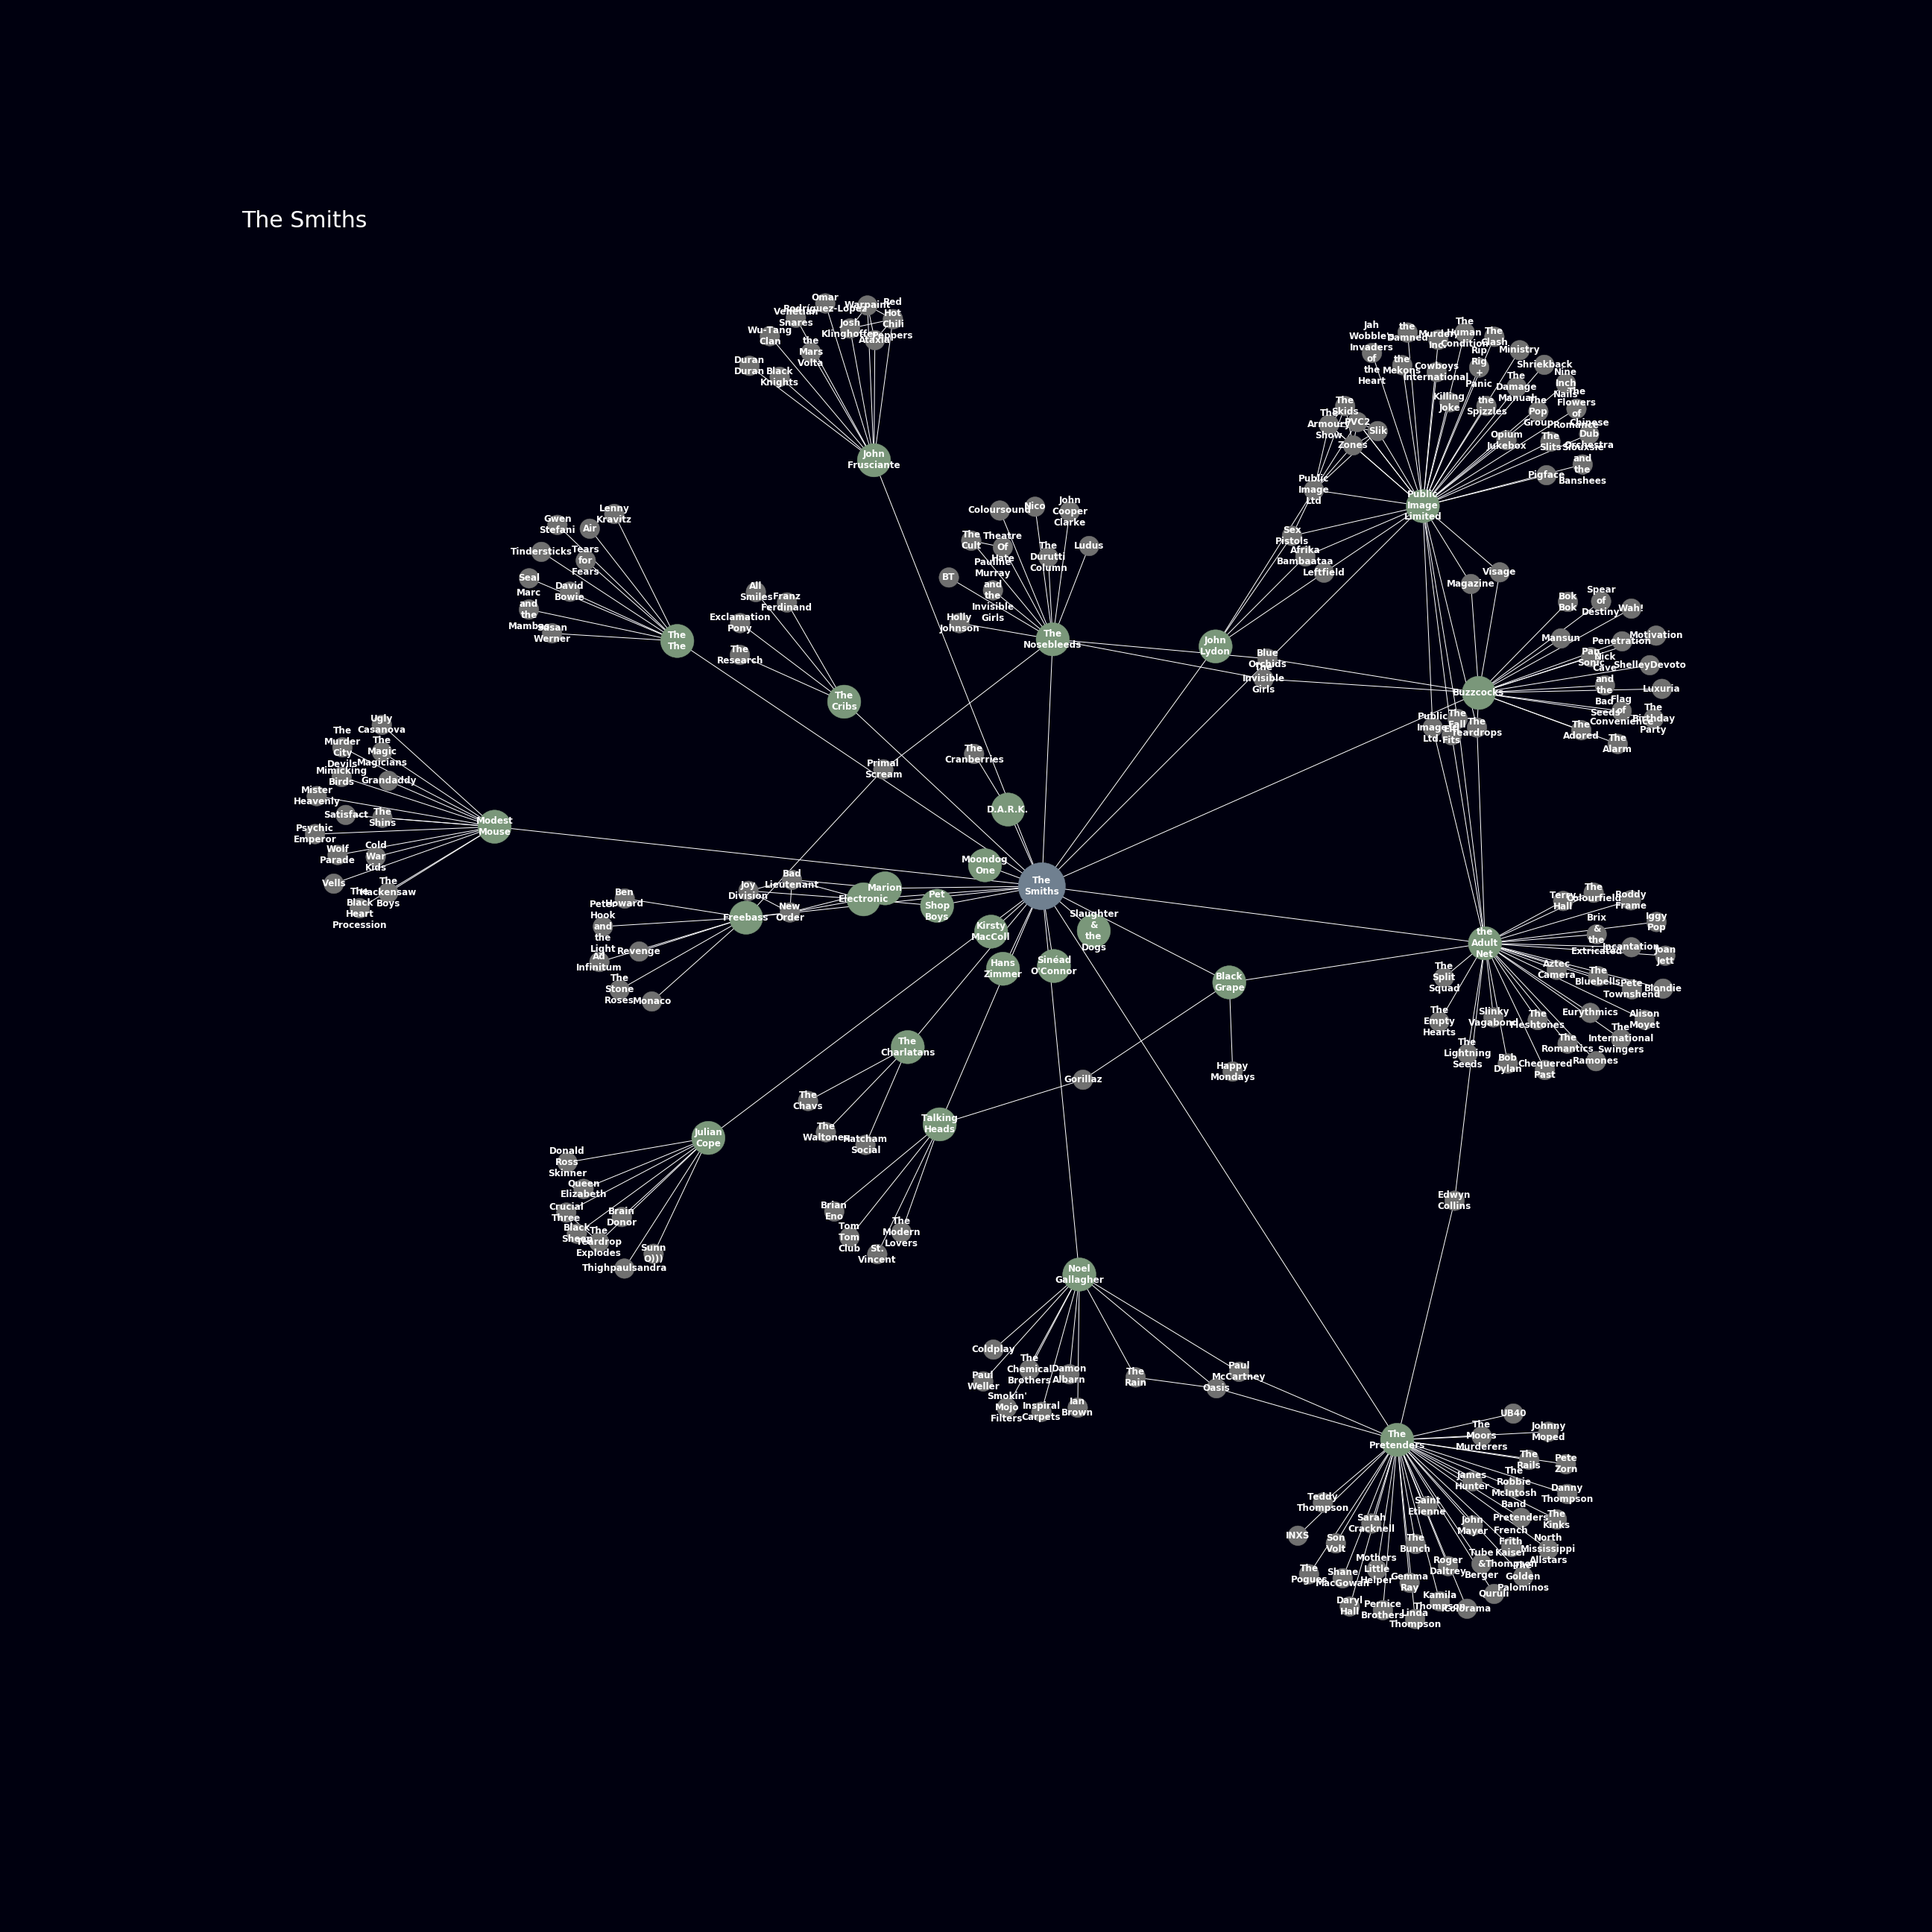 The Smiths
Omar
Rodríguez-Lopez
Warpaint
Red
Hot
Chili
Peppers
Venetian
Snares
Josh
Klinghoffer
Ataxia
Wu-Tang
Clan
the
Mars
Volta
Duran
Duran
Black
Knights
John
Frusciante
Jah
Wobble's
Invaders
of
the
Heart
the
Damned
Murder
Inc
The
Human
Condition
The
Clash
Ministry
Shriekback
the
Mekons
Cowboys
International
Rip
Rig
+
Panic
The
Damage
Manual
Nine
Inch
Nails
Killing
Joke
the
Spizzles
The
Pop
Group
The
Flowers
of
Romance
Chinese
Dub
Orchestra
Opium
Jukebox
The
Slits
Siouxsie
and
the
Banshees
Pigface
The
Skids
The
Armoury
Show
PVC2
Slik
Zones
Public
Image
Ltd
Public
Image
Limited
Sex
Pistols
Afrika
Bambaataa
Leftfield
Magazine
Visage
Gwen
Stefani
Air
Lenny
Kravitz
Tindersticks
Tears
for
Fears
Seal
David
Bowie
Marc
and
the
Mambas
Susan
Werner
The
The
Coloursound
Nico
John
Cooper
Clarke
The
Cult
Theatre
Of
Hate
The
Durutti
Column
Ludus
BT
Pauline
Murray
and
the
Invisible
Girls
Holly
Johnson
The
Nosebleeds
All
Smiles
Franz
Ferdinand
Exclamation
Pony
The
Research
The
Cribs
John
Lydon
Blue
Orchids
the
Invisible
Girls
Bok
Bok
Spear
of
Destiny
Wah!
Mansun
Penetration
Motivation
Pan
Sonic
Nick
Cave
and
the
Bad
Seeds
ShelleyDevoto
Luxuria
Flag
of
Convenience
The
Birthday
Party
The
Adored
The
Alarm
Buzzcocks
Public
Image
Ltd.
The
Fall
Fits
The
Teardrops
Primal
Scream
The
Cranberries
D.A.R.K.
Ugly
Casanova
The
Murder
City
Devils
The
Magic
Magicians
Mimicking
Birds
Grandaddy
Mister
Heavenly
Satisfact
The
Shins
Psychic
Emperor
Wolf
Parade
Cold
War
Kids
Vells
The
Hackensaw
Boys
The
Black
Heart
Procession
Modest
Mouse
Moondog
One
The
Smiths
Bad
Lieutenant
Joy
Division
New
Order
Electronic
Marion
Pet
Shop
Boys
Freebass
Ben
Howard
Peter
Hook
and
the
Light
Revenge
Ad
Infinitum
The
Stone
Roses
Monaco
Kirsty
MacColl
Hans
Zimmer
Sinéad
O'Connor
Slaughter
&
the
Dogs
Black
Grape
Happy
Mondays
Gorillaz
the
Adult
Net
Terry
Hall
The
Colourfield
Roddy
Frame
Iggy
Pop
Brix
&
the
Extricated
Incantation
Joan
Jett
Aztec
Camera
The
Bluebells
Pete
Townshend
Blondie
The
Split
Squad
The
Empty
Hearts
Slinky
Vagabond
The
Fleshtones
Eurythmics
Alison
Moyet
The
International
Swingers
The
Lightning
Seeds
The
Romantics
Ramones
Bob
Dylan
Chequered
Past
The
Charlatans
The
Chavs
The
Waltones
Hatcham
Social
Talking
Heads
Brian
Eno
Tom
Tom
Club
The
Modern
Lovers
St.
Vincent
Julian
Cope
Donald
Ross
Skinner
Queen
Elizabeth
Crucial
Three
Brain
Donor
Black
Sheep
The
Teardrop
Explodes
Sunn
O)))
Thighpaulsandra
Edwyn
Collins
Noel
Gallagher
Coldplay
Paul
Weller
The
Chemical
Brothers
Damon
Albarn
Smokin'
Mojo
Filters
Inspiral
Carpets
Ian
Brown
The
Rain
Paul
McCartney
Oasis
The
Pretenders
UB40
The
Moors
Murderers
Johnny
Moped
The
Rails
Pete
Zorn
James
Hunter
The
Robbie
McIntosh
Band
Danny
Thompson
Teddy
Thompson
Saint
Etienne
Pretenders
The
Kinks
INXS
Sarah
Cracknell
John
Mayer
French
Frith
Kaiser
Thompson
North
Mississippi
Allstars
Son
Volt
The
Bunch
Tube
&
Berger
The
Golden
Palominos
The
Pogues
Shane
MacGowan
Mothers
Little
Helper
Roger
Daltrey
Gemma
Ray
Quruli
Daryl
Hall
Pernice
Brothers
Kamila
Thompson
Colorama
Linda
Thompson